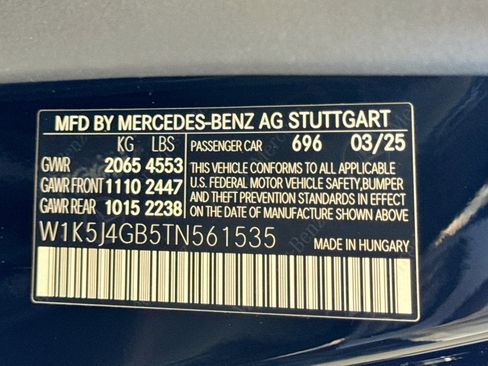 MFD BY MERCEDES-BENZ AG STUTTGART
KG LBS PASSENGER CAR 696 03/25
GVWR 2065 4553 THIS VEHICLE CONFORMS TO ALL APPLICABLE
GAWR FRONT 1110 2447 U.S. FEDERAL MOTOR VEHICLE SAFETY, BUMPER
GAWR REAR 1015 2238 AND THEFT PREVENTION STANDARDS IN EFFECT
ON THE DATE OF MANUFACTURE SHOWN ABOVE.
W1K5J4GB5TN561535 MADE IN HUNGARY